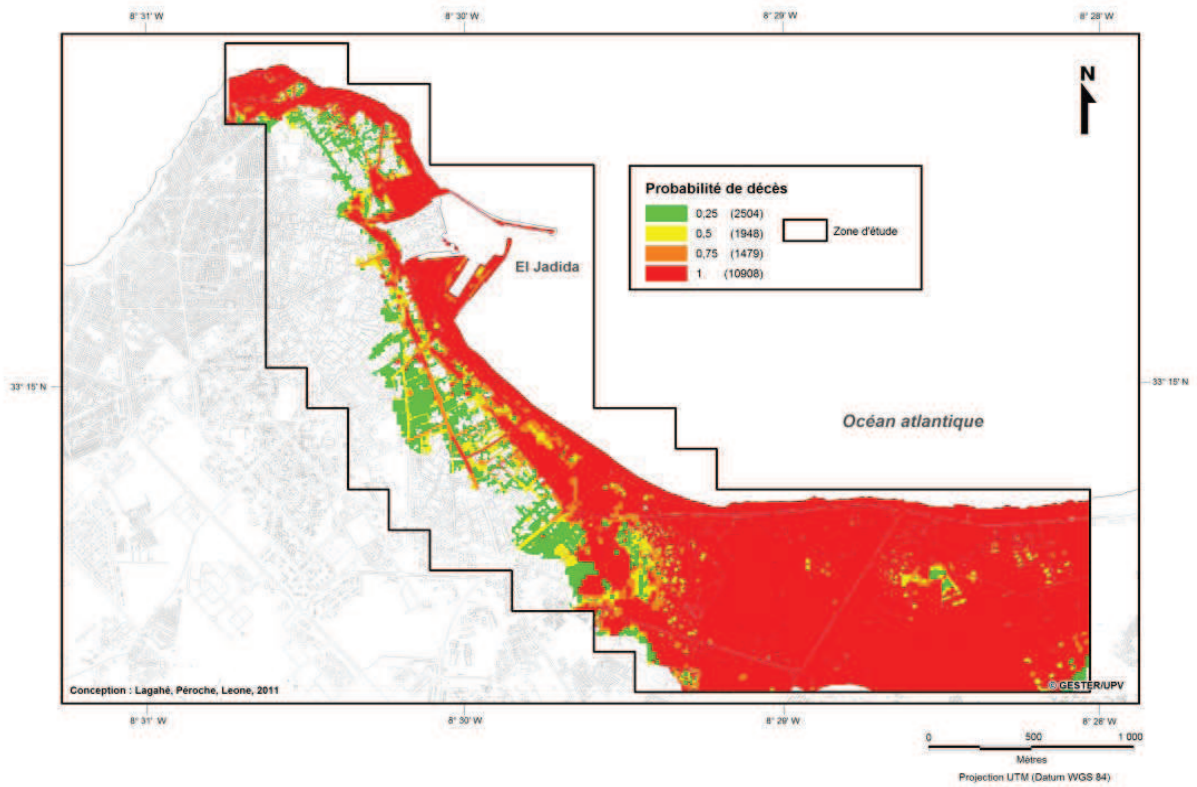 8° 31' W
8° 30' W
8° 29' W
8° 28' W
N
Probabilité de décès
0,25 (2504)
0,5 (1948)
0,75 (1479)
1 (10908)
Zone d'étude
El Jadida
33° 15' N
33° 15' N
Océan atlantique
Conception : Lagahé, Péroche, Leone, 2011
© GESTER/UPV
8° 31' W
8° 30' W
8° 29' W
8° 28' W
0 500 1 000
Mètres
Projection UTM (Datum WGS 84)